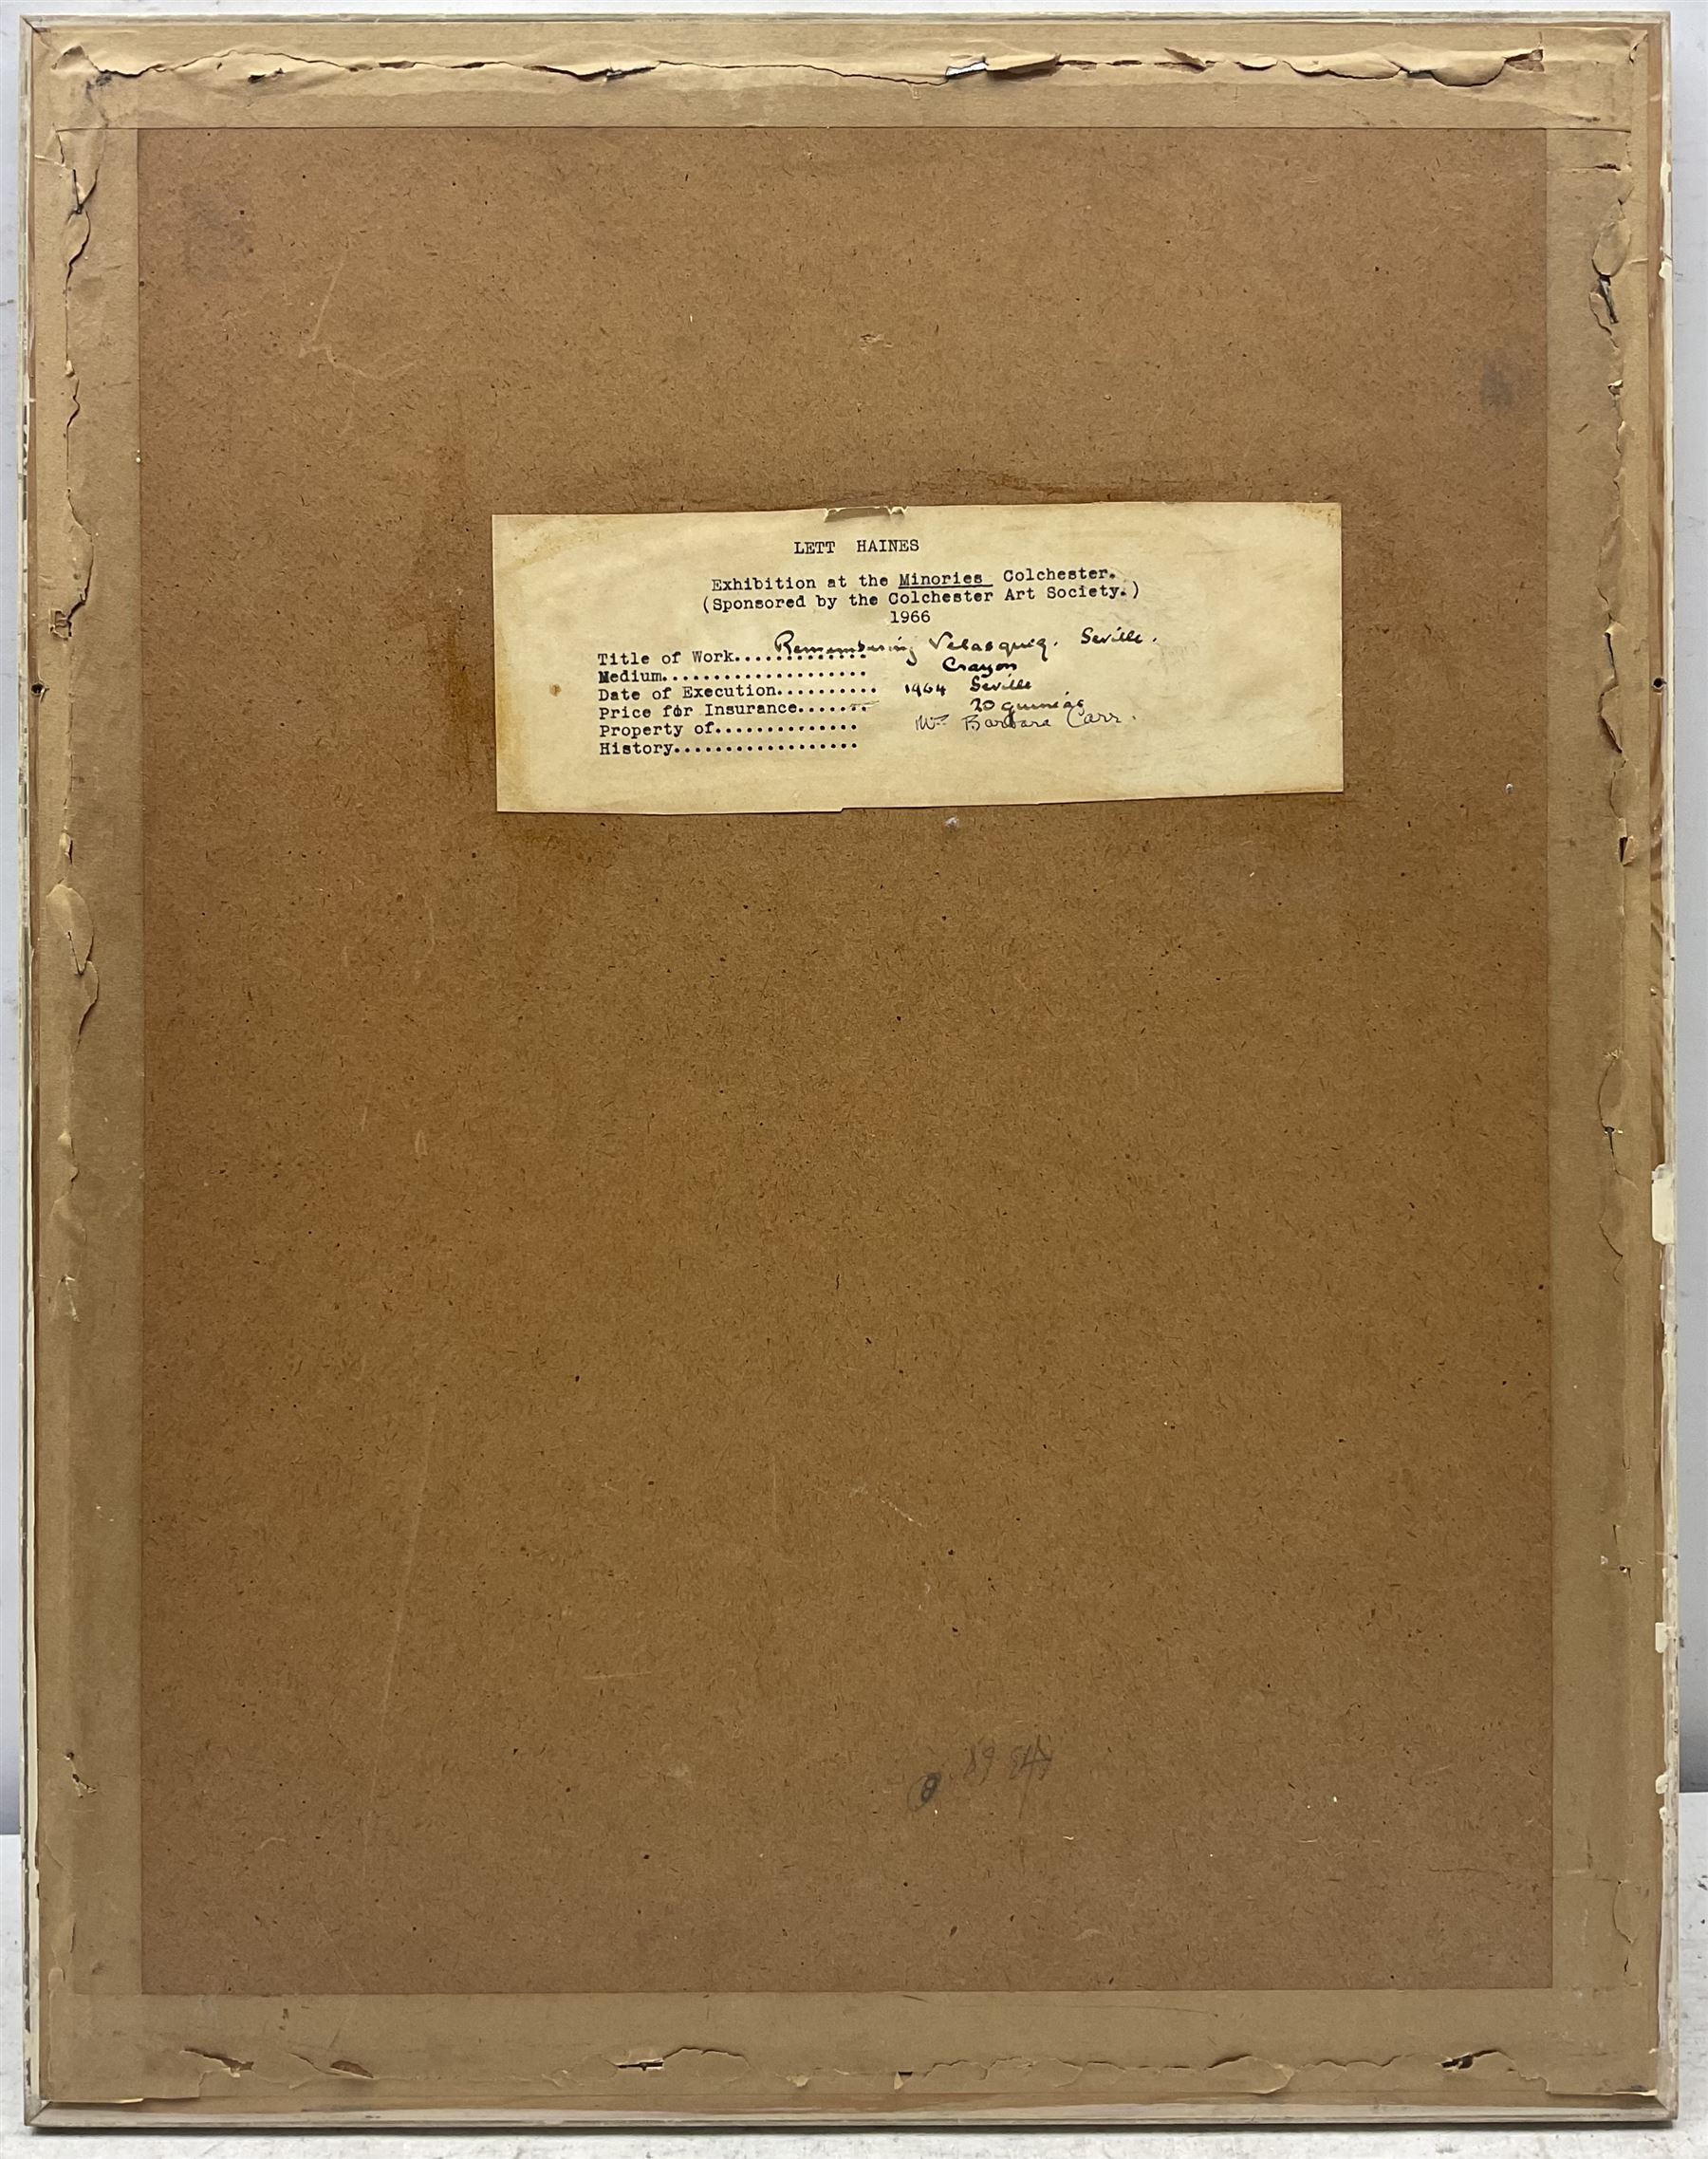 LETT HAINES
Exhibition at the Minories Colchester.
(Sponsored by the Colchester Art Society.)
1966
Title of Work.............. Remembering Velasquez. Seville.
Medium.................... Crayon
Date of Execution.......... 1964 Seville
Price for Insurance....... 20 guineas
Property of.............. Mrs Barbara Carr.
History..................